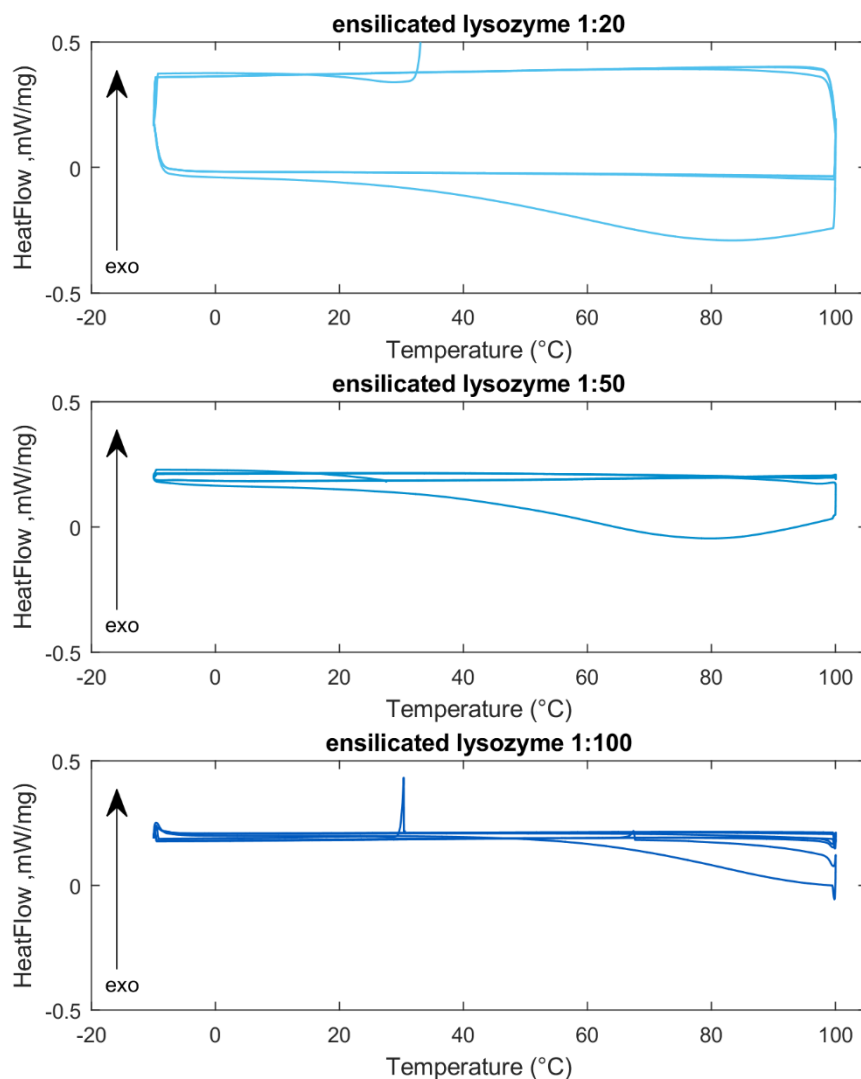 ensilicated lysozyme 1:20
HeatFlow ,mW/mg)
0.5
0
-0.5
exo
-20 0 20 40 60 80 100
Temperature (°C)
ensilicated lysozyme 1:50
HeatFlow ,mW/mg)
0.5
0
-0.5
exo
-20 0 20 40 60 80 100
Temperature (°C)
ensilicated lysozyme 1:100
HeatFlow ,mW/mg)
0.5
0
-0.5
exo
-20 0 20 40 60 80 100
Temperature (°C)